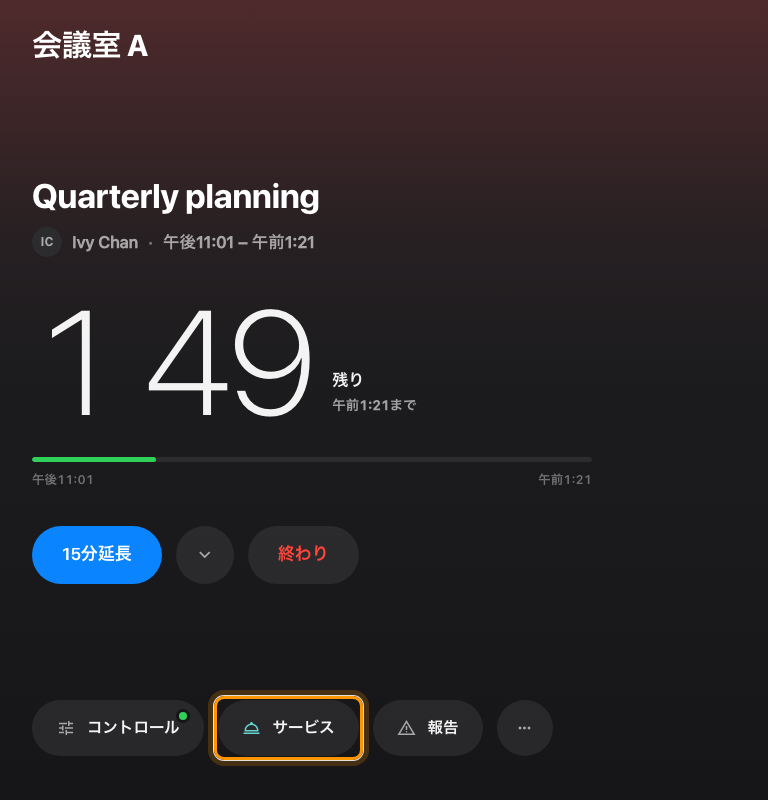 会議室 A
Quarterly planning
IC Ivy Chan · 午後11:01 – 午前1:21
1 49
残り
午前1:21まで
午後11:01 午前1:21
15分延長 終わり
コントロール サービス 報告